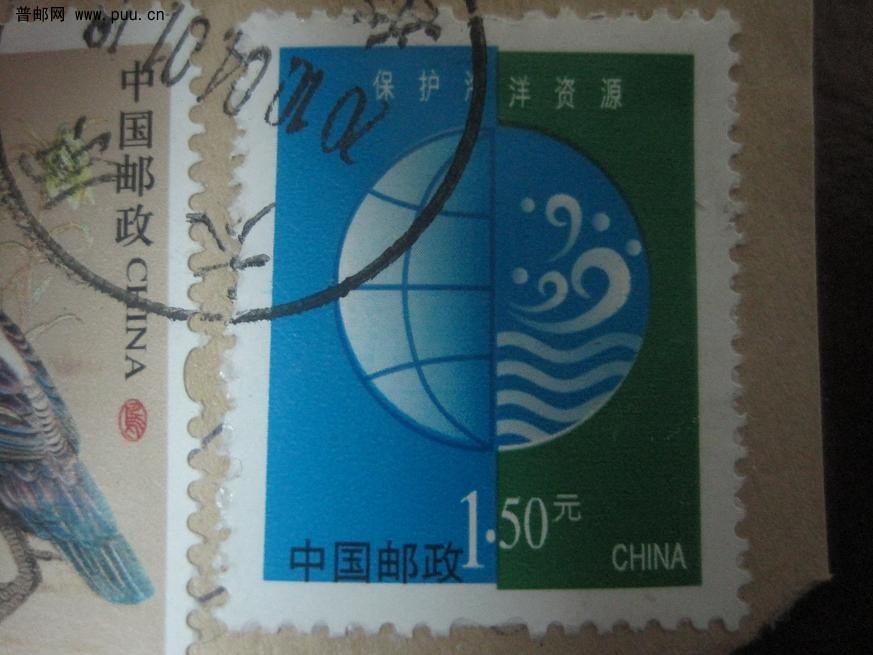 普邮网 www.puu.cn
中国邮政 CHINA
保护海洋资源
1.50元
中国邮政
CHINA